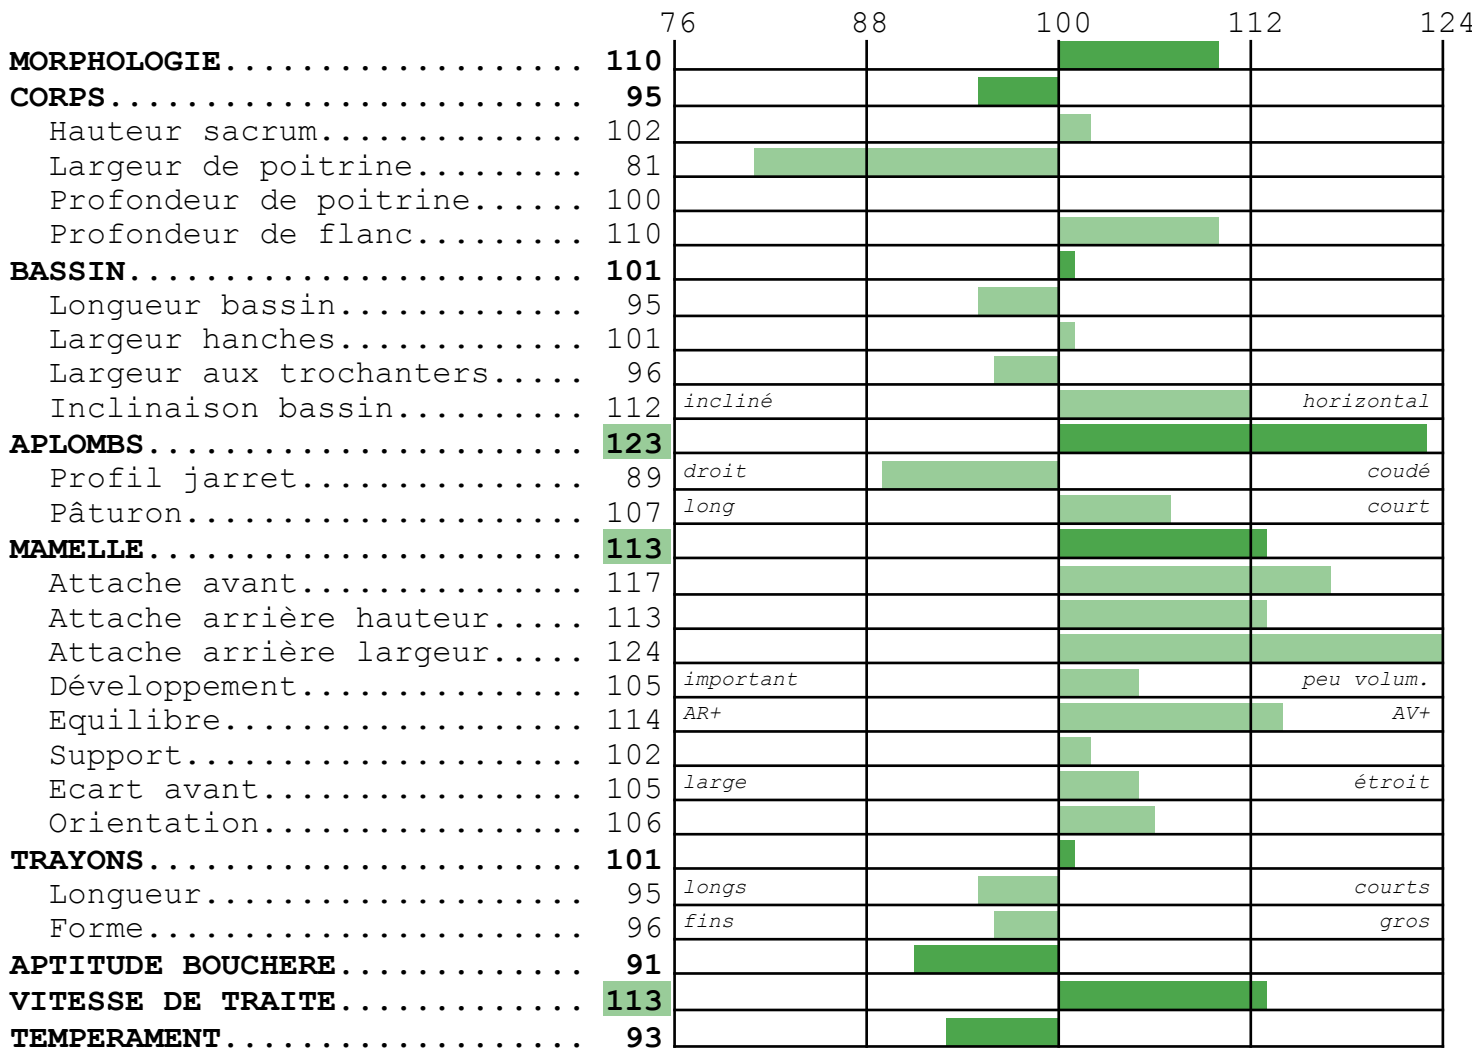 76 88 100 112 124
MORPHOLOGIE................... 110
CORPS......................... 95
Hauteur sacrum.............. 102
Largeur de poitrine......... 81
Profondeur de poitrine...... 100
Profondeur de flanc......... 110
BASSIN........................ 101
Longueur bassin............. 95
Largeur hanches............. 101
Largeur aux trochanters..... 96
Inclinaison bassin.......... 112 incliné horizontal
APLOMBS....................... 123
Profil jarret............... 89 droit coudé
Pâturon..................... 107 long court
MAMELLE....................... 113
Attache avant............... 117
Attache arrière hauteur..... 113
Attache arrière largeur..... 124
Développement............... 105 important peu volum.
Equilibre................... 114 AR+ AV+
Support..................... 102
Ecart avant................. 105 large étroit
Orientation................. 106
TRAYONS....................... 101
Longueur.................... 95 longs courts
Forme....................... 96 fins gros
APTITUDE BOUCHERE............. 91
VITESSE DE TRAITE............. 113
TEMPERAMENT................... 93